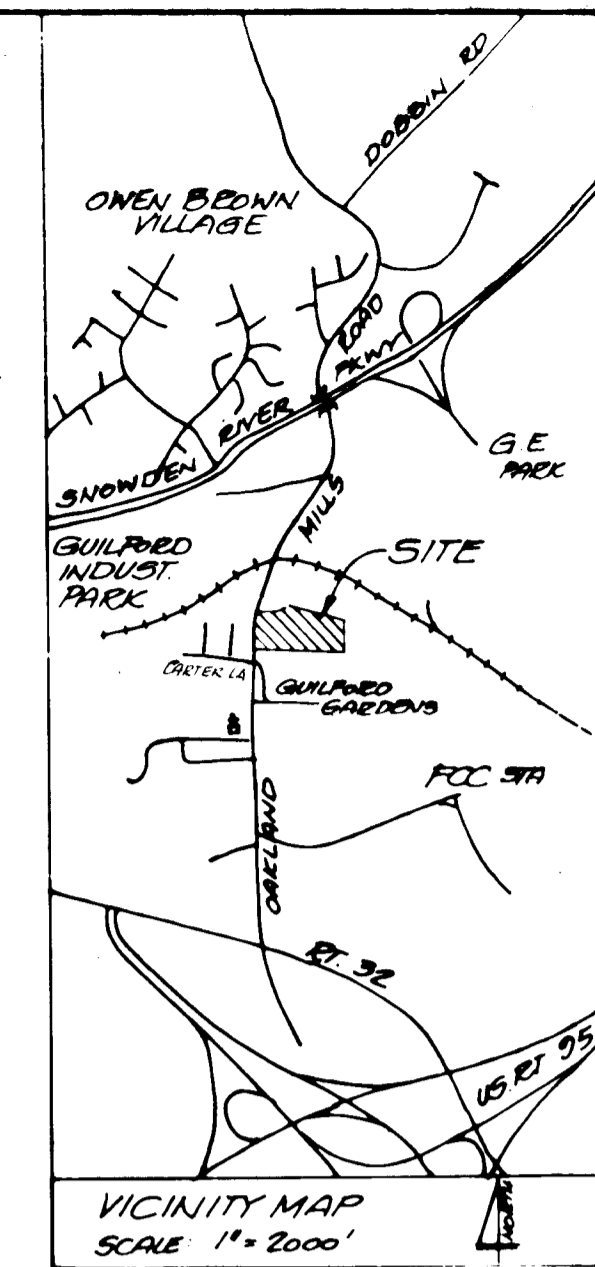 DOBBIN RD
OWEN BROWN
VILLAGE
ROAD
PKWY
RIVER
SNOWDEN
G.E
PARK
MILLS
GUILFORD
INDUST.
PARK
SITE
CARTER LA
GUILFORD
GARDENS
FCC STA
OAKLAND
RT. 32
US. RT 95
VICINITY MAP
SCALE: 1" = 2000'
NORTH